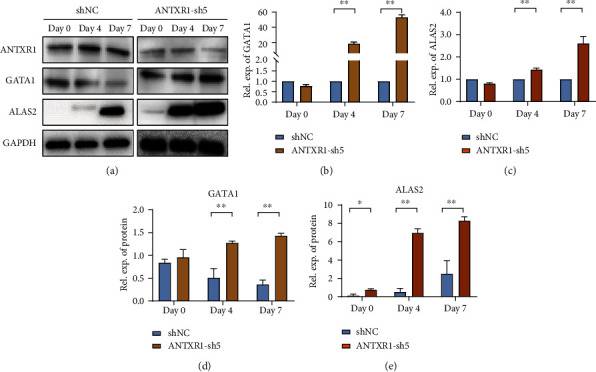 shNC
ANTXR1-sh5
Day 0 Day 4 Day 7 Day 0 Day 4 Day 7
ANTXR1
GATA1
ALAS2
GAPDH
(a)
Rel. exp. of GATA1
60
40
20
2.0
1.5
1.0
0.5
0.0
** **
Day 0 Day 4 Day 7
shNC
ANTXR1-sh5
(b)
Rel. exp. of ALAS2
4
3
2
1
0
** **
Day 0 Day 4 Day 7
shNC
ANTXR1-sh5
(c)
GATA1
Rel. exp. of protein
2.0
1.5
1.0
0.5
0.0
** **
Day 0 Day 4 Day 7
shNC
ANTXR1-sh5
(d)
ALAS2
Rel. exp. of protein
10
8
6
4
2
0
* ** **
Day 0 Day 4 Day 7
shNC
ANTXR1-sh5
(e)